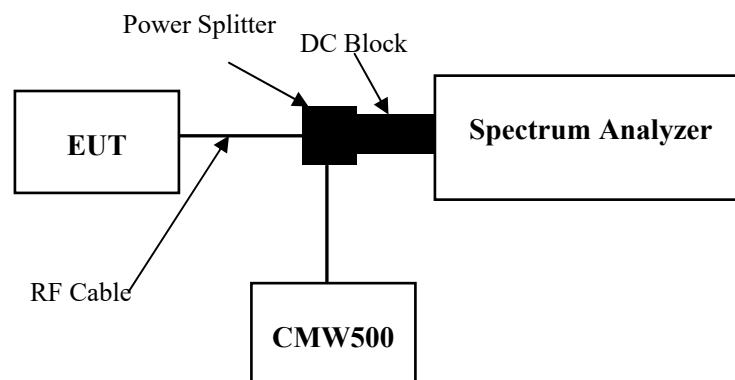 Power Splitter
DC Block
EUT
Spectrum Analyzer
RF Cable
CMW500